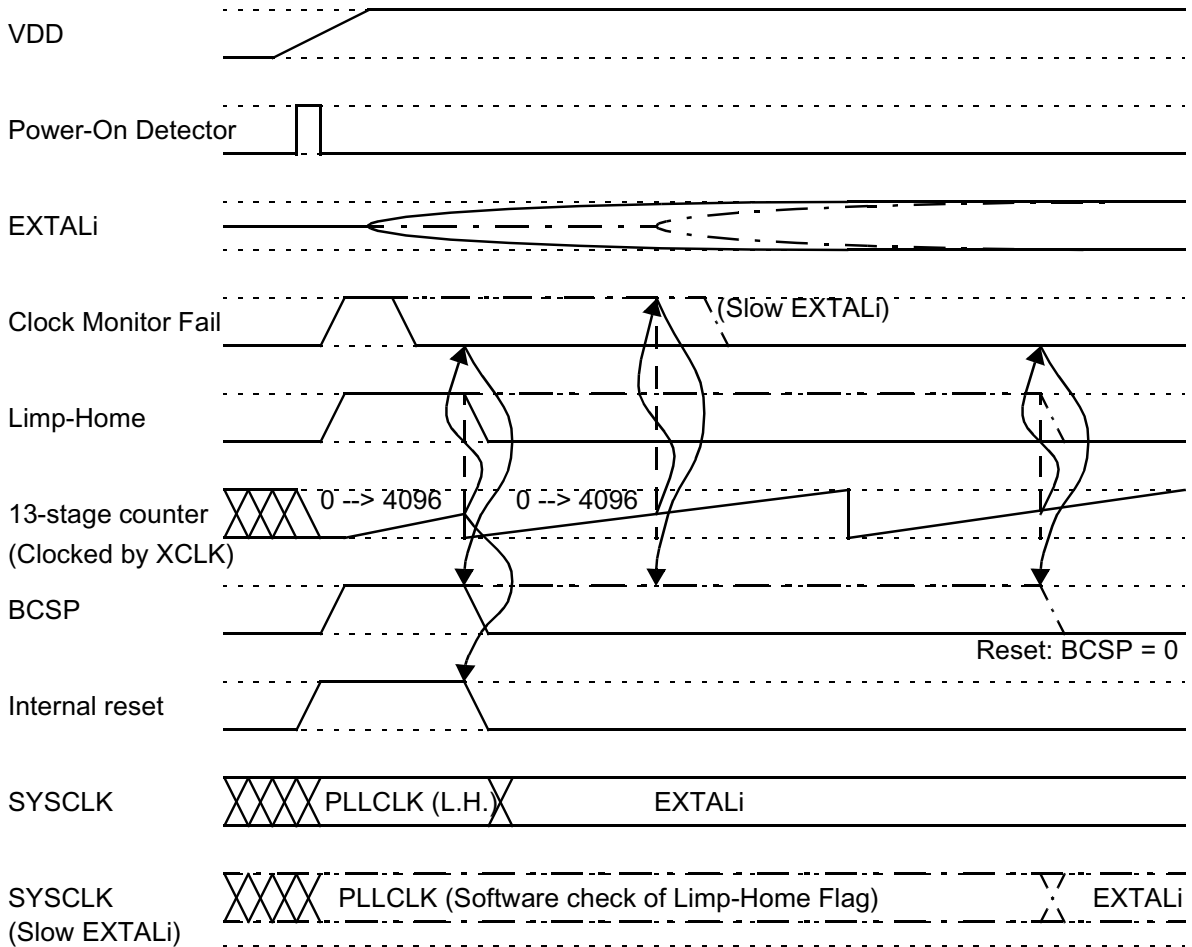 VDD
Power-On Detector
EXTALi
Clock Monitor Fail
(Slow EXTALi)
Limp-Home
13-stage counter
(Clocked by XCLK)
0 --> 4096
0 --> 4096
BCSP
Reset: BCSP = 0
Internal reset
SYSCLK
PLLCLK (L.H.)
EXTALi
SYSCLK
(Slow EXTALi)
PLLCLK (Software check of Limp-Home Flag)
EXTALi